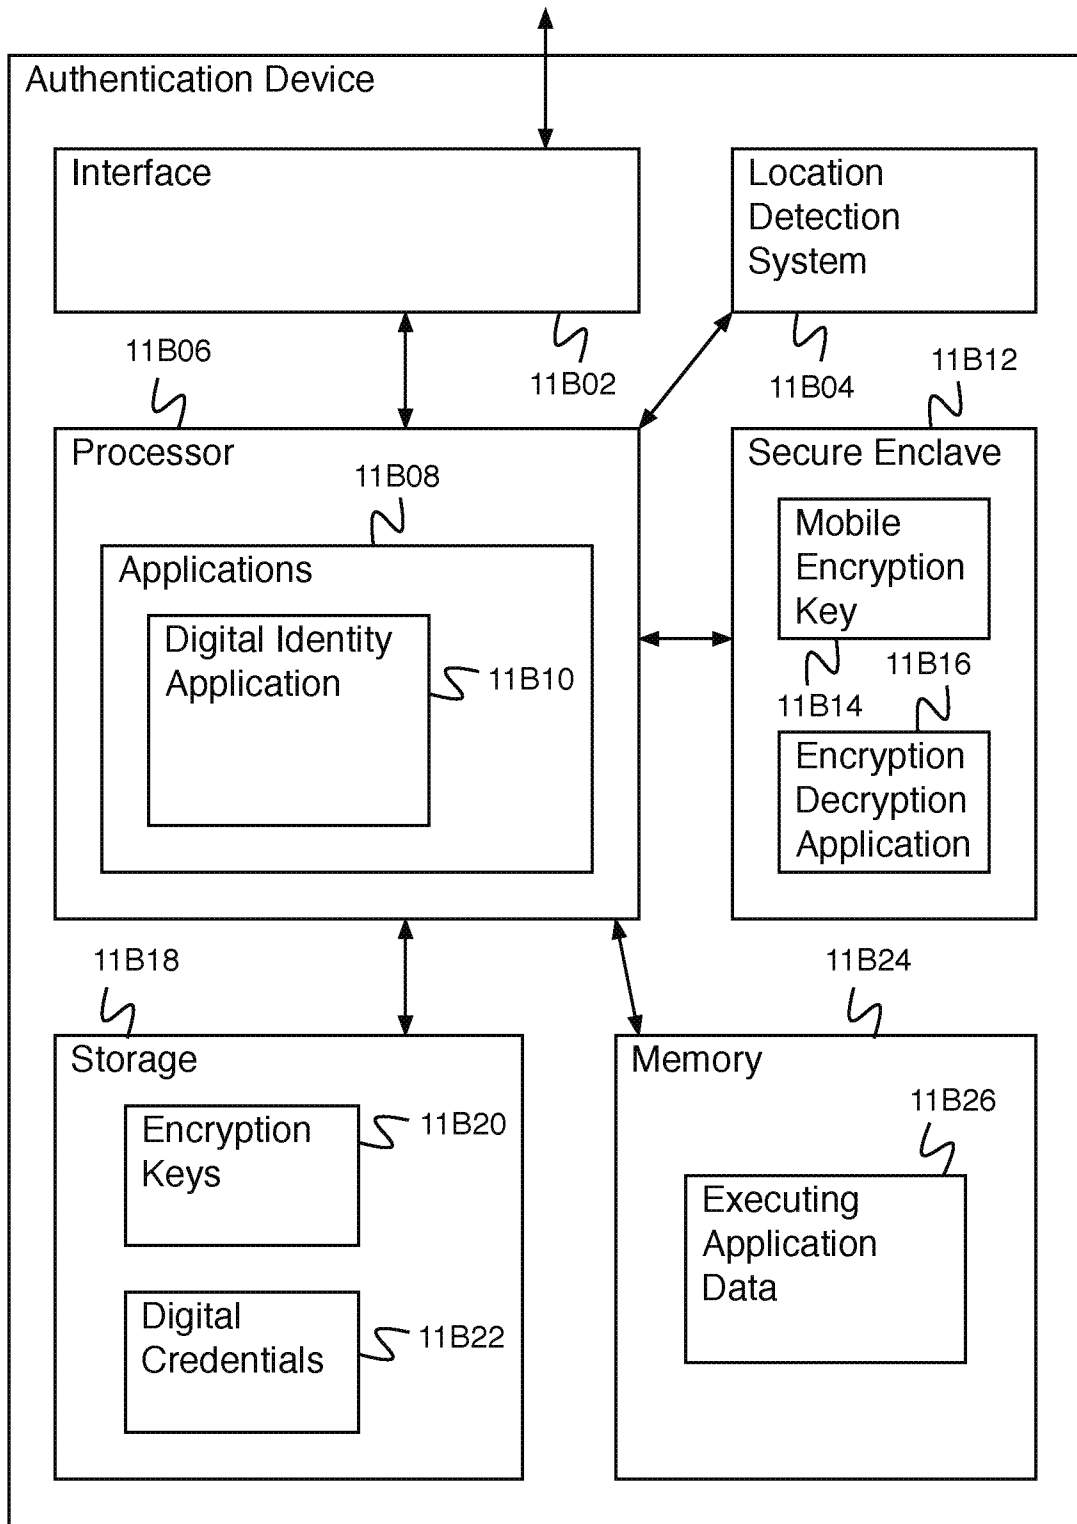 Authentication Device
Interface
Location
Detection
System
11B06
11B02
11B04
11B12
Processor
11B08
Applications
Digital Identity
Application
11B10
Secure Enclave
Mobile
Encryption
Key
11B14
11B16
Encryption
Decryption
Application
11B18
11B24
Storage
Encryption
Keys
11B20
Digital
Credentials
11B22
Memory
11B26
Executing
Application
Data